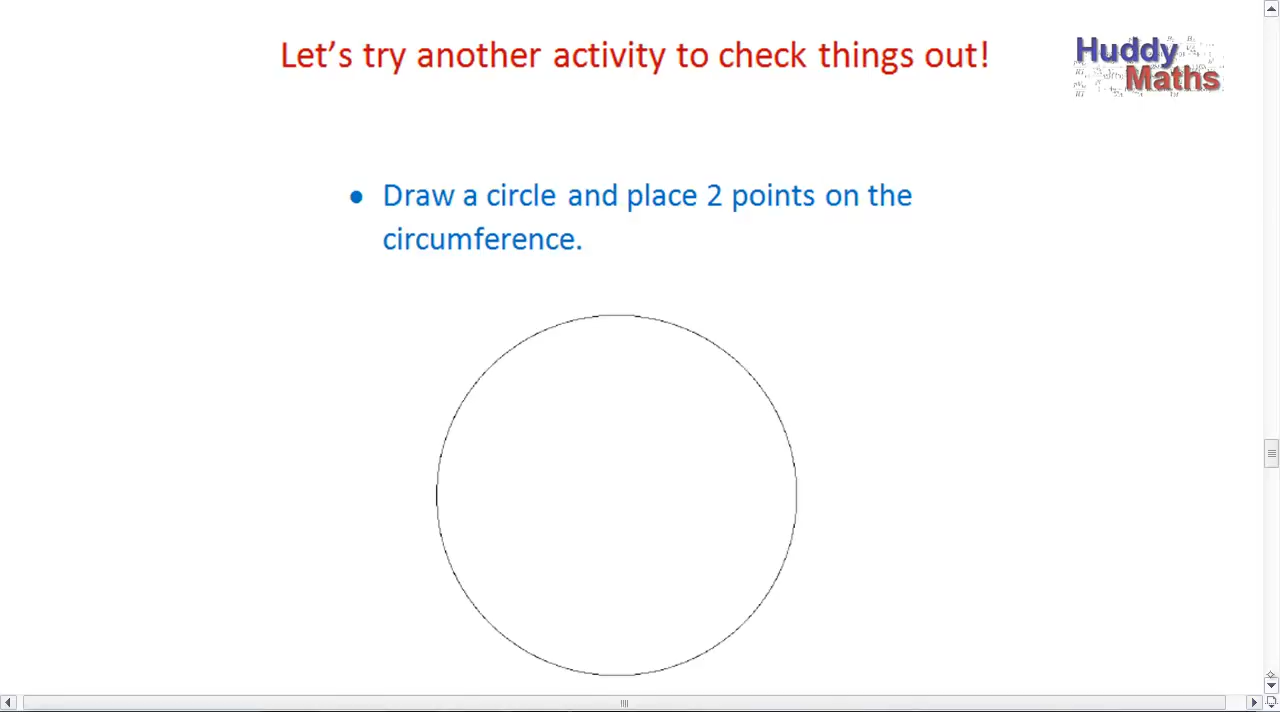 Let's try another activity to check things out!
Huddy
Maths
• Draw a circle and place 2 points on the
circumference.